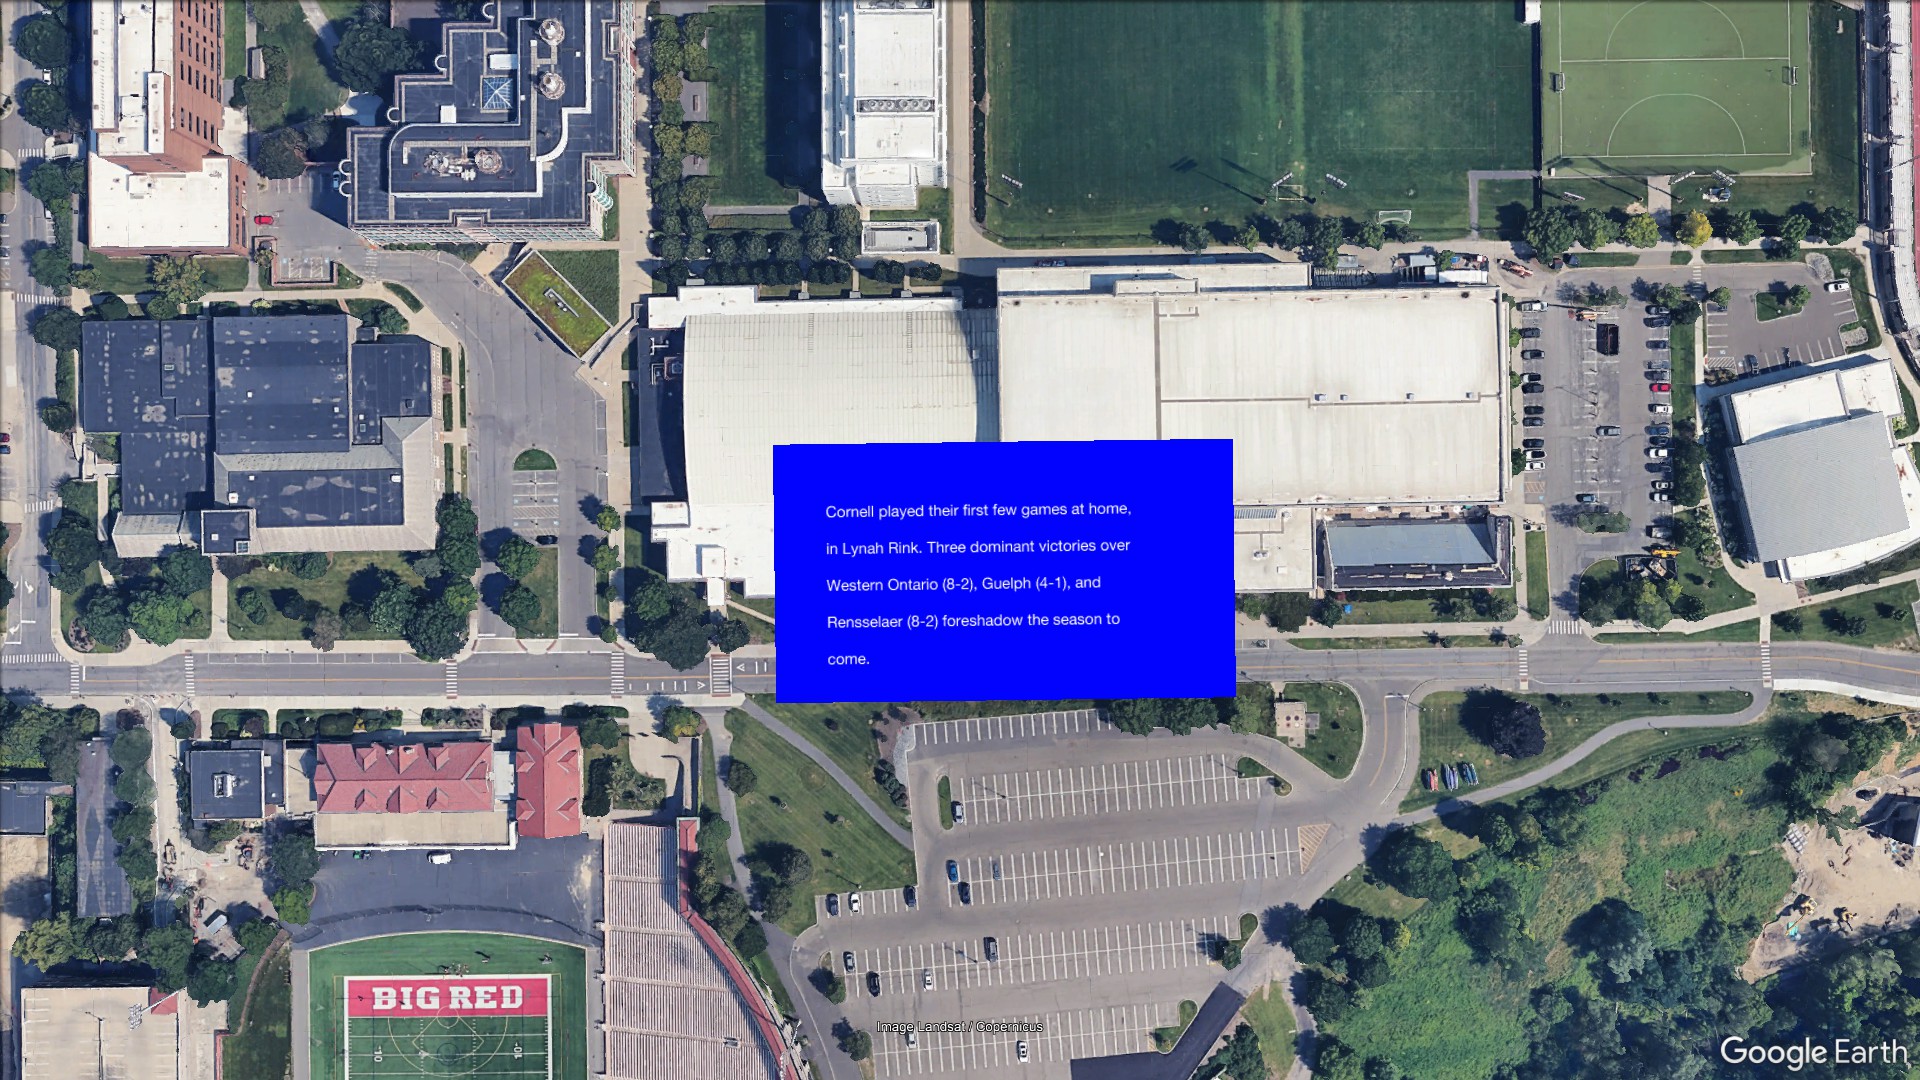 Cornell played their first few games at home,
in Lynah Rink. Three dominant victories over
Western Ontario (8-2), Guelph (4-1), and
Rensselaer (8-2) foreshadow the season to
come.
BIG RED
Image Landsat / Copernicus
Google Earth